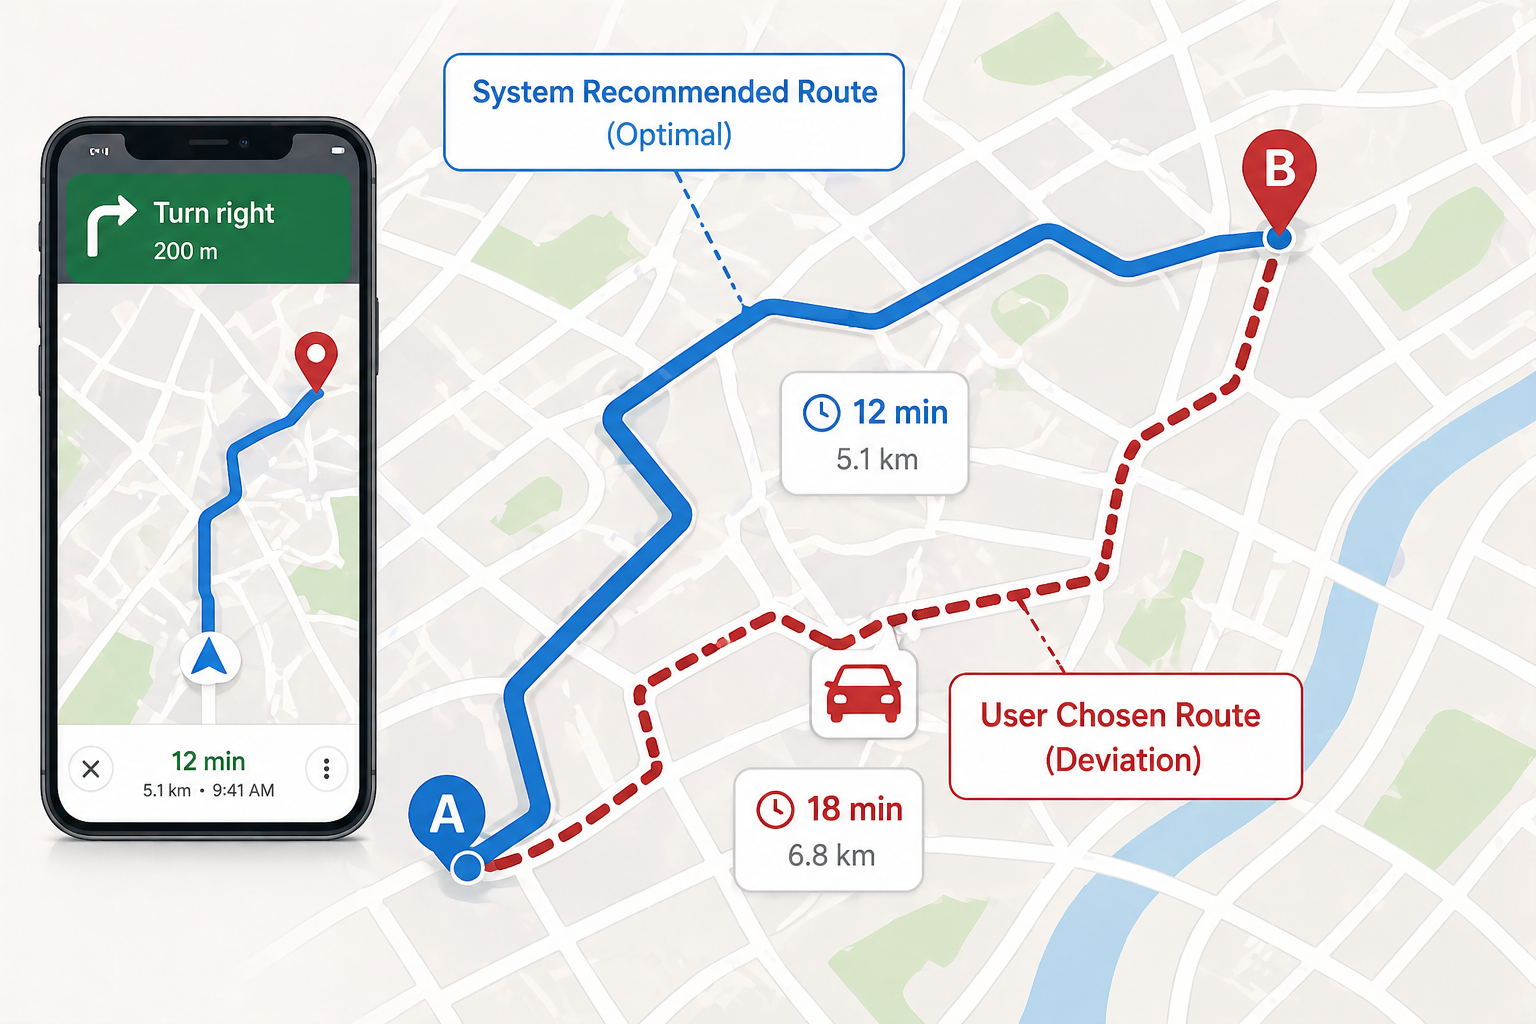 System Recommended Route
(Optimal)
Turn right
200 m
B
12 min
5.1 km
User Chosen Route
(Deviation)
12 min
5.1 km • 9:41 AM
A
18 min
6.8 km